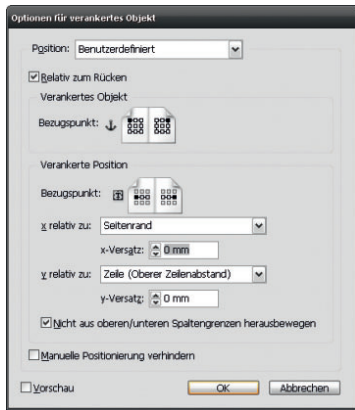 Optionen für verankertes Objekt
Position: Benutzerdefiniert
Relativ zum Rücken
Verankertes Objekt
Bezugspunkt:
Verankerte Position
Bezugspunkt:
x relativ zu: Seitenrand
x-Versatz: 0 mm
y relativ zu: Zeile (Oberer Zeilenabstand)
y-Versatz: 0 mm
Nicht aus oberen/unteren Spaltengrenzen herausbewegen
Manuelle Positionierung verhindern
Vorschau OK Abbrechen